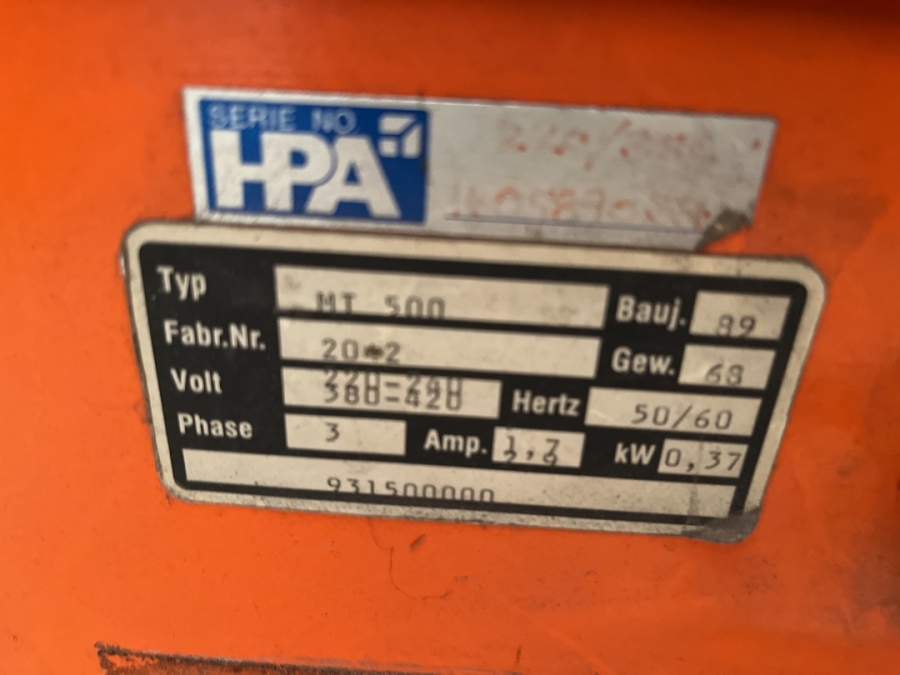 SERIE NO.
HPA
Typ MT 500 Bauj. 89
Fabr.Nr. Gew. 68
Volt 220-240
380-420 Hertz 50/60
Phase 3 Amp. kW 0,37
931500000